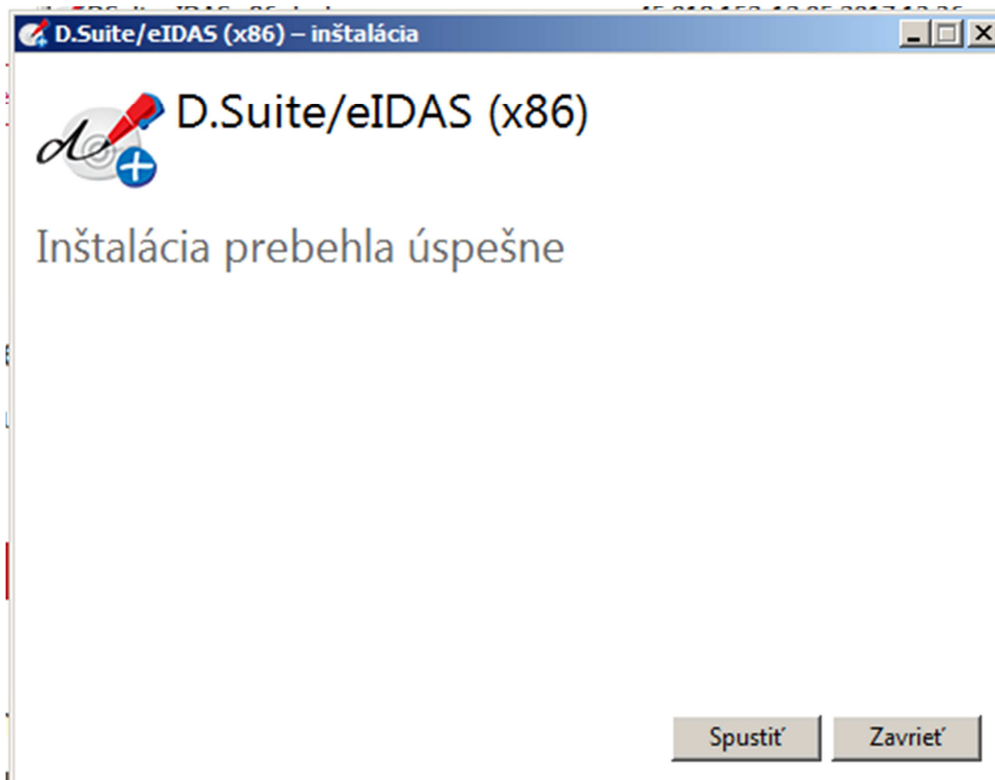 D.Suite/eIDAS (x86) – inštalácia
D.Suite/eIDAS (x86)
Inštalácia prebehla úspešne
Spustiť
Zavrieť